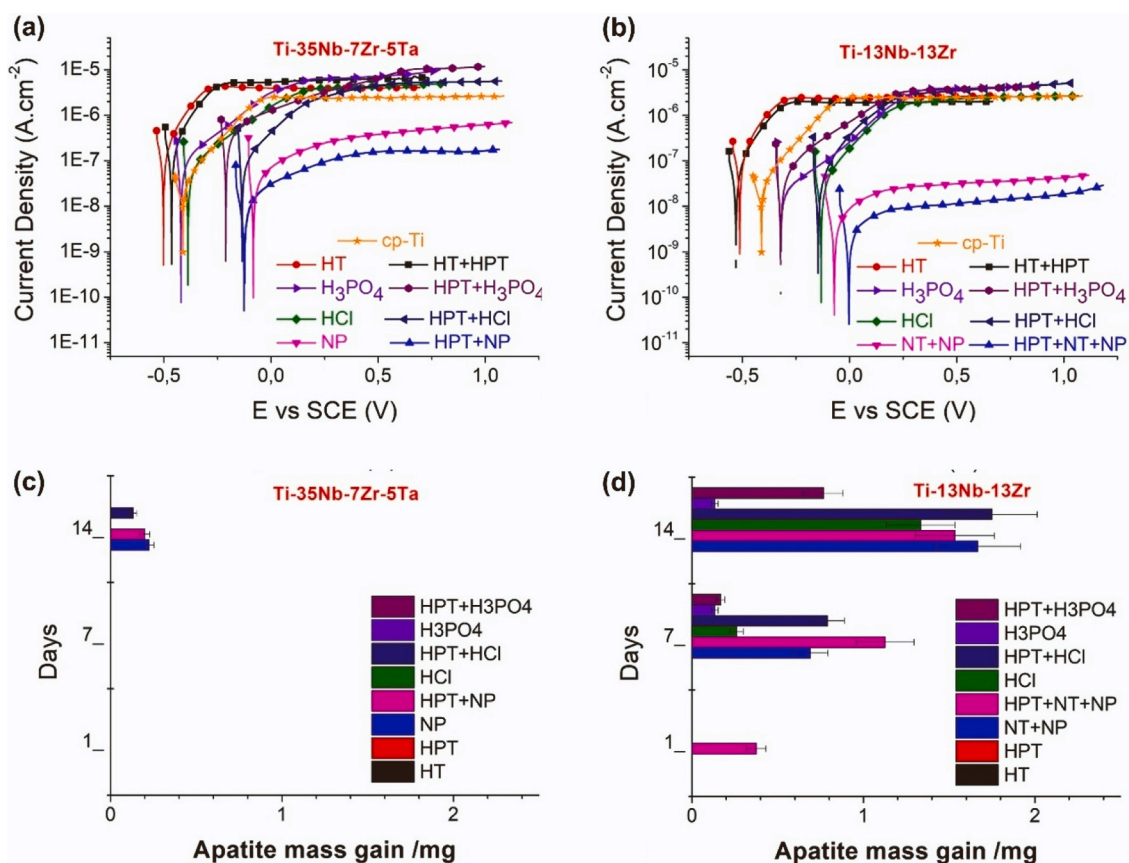 (a)
Ti-35Nb-7Zr-5Ta
1E-5
1E-6
1E-7
1E-8
1E-9
1E-10
1E-11
Current Density (A.cm⁻²)
cp-Ti
HT
HT+HPT
H₃PO₄
HPT+H₃PO₄
HCl
HPT+HCl
NP
HPT+NP
-0,5
0,0
0,5
1,0
E vs SCE (V)
(b)
Ti-13Nb-13Zr
10⁻⁴
10⁻⁵
10⁻⁶
10⁻⁷
10⁻⁸
10⁻⁹
10⁻¹⁰
10⁻¹¹
Current Density (A.cm⁻²)
cp-Ti
HT
HT+HPT
H₃PO₄
HPT+H₃PO₄
HCl
HPT+HCl
NT+NP
HPT+NT+NP
-0,5
0,0
0,5
1,0
E vs SCE (V)
(c)
Ti-35Nb-7Zr-5Ta
14
7
1
Days
HPT+H3PO4
H3PO4
HPT+HCl
HCl
HPT+NP
NP
HPT
HT
0
1
2
Apatite mass gain /mg
(d)
Ti-13Nb-13Zr
14
7
1
Days
HPT+H3PO4
H3PO4
HPT+HCl
HCl
HPT+NT+NP
NT+NP
HPT
HT
0
1
2
Apatite mass gain /mg